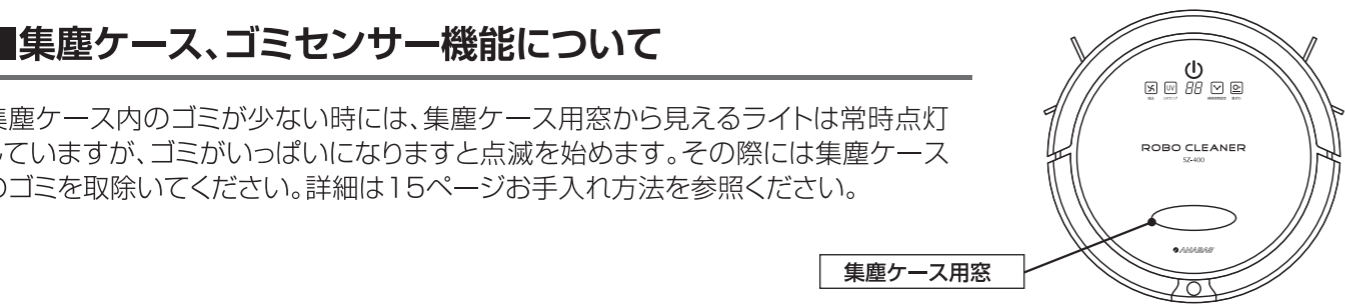 ■集塵ケース、ゴミセンサー機能について
集塵ケース内のゴミが少ない時には、集塵ケース用窓から見えるライトは常時点灯
していますが、ゴミがいっぱいになりますと点滅を始めます。その際には集塵ケース
のゴミを取除いてください。詳細は15ページお手入れ方法を参照ください。
UV 88
ROBO CLEANER
SZ-400
集塵ケース用窓